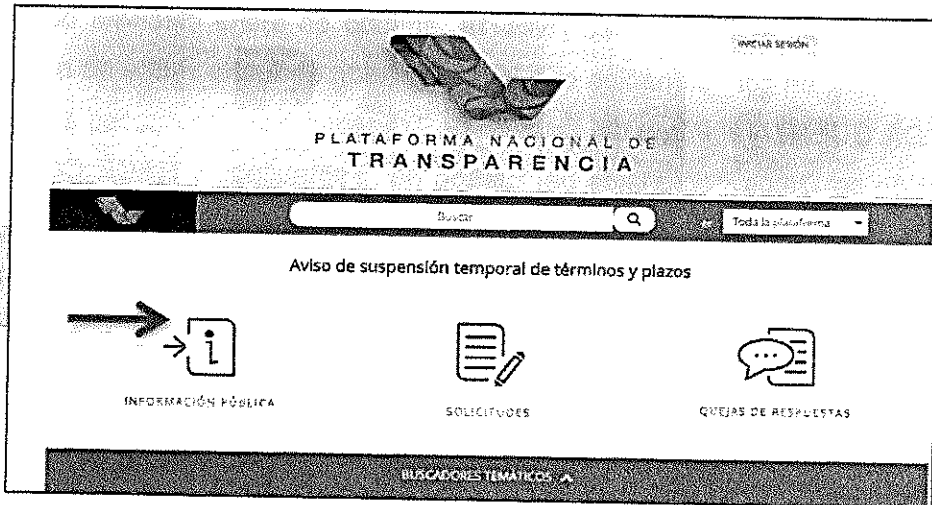 INICIAR SESIÓN
PLATAFORMA NACIONAL DE
TRANSPARENCIA
Buscar
Toda la plataforma
Aviso de suspensión temporal de términos y plazos
INFORMACIÓN PÚBLICA
SOLICITUDES
QUEJAS DE RESPUESTAS
BUSCADORES TEMÁTICOS